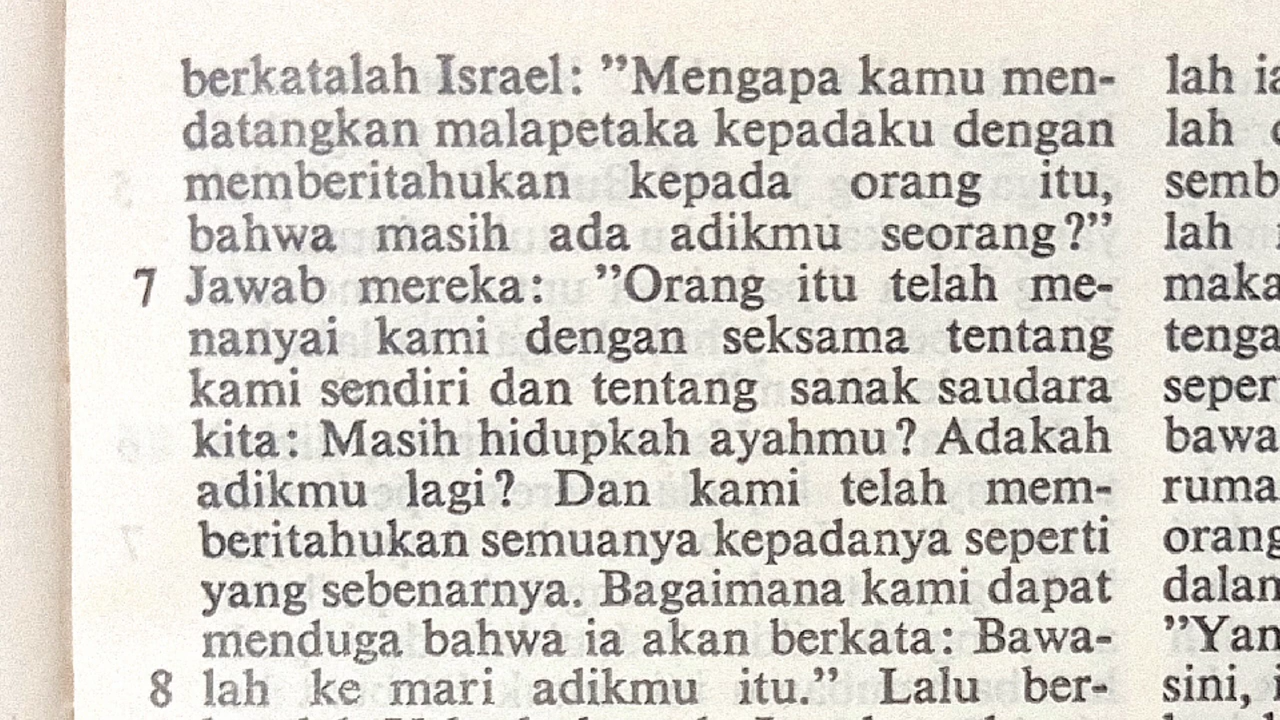 berkatalah Israel: ”Mengapa kamu men-
datangkan malapetaka kepadaku dengan
memberitahukan kepada orang itu,
bahwa masih ada adikmu seorang?”
7 Jawab mereka: ”Orang itu telah me-
nanyai kami dengan seksama tentang
kami sendiri dan tentang sanak saudara
kita: Masih hidupkah ayahmu? Adakah
adikmu lagi? Dan kami telah mem-
beritahukan semuanya kepadanya seperti
yang sebenarnya. Bagaimana kami dapat
menduga bahwa ia akan berkata: Bawa-
8 lah ke mari adikmu itu.” Lalu ber-
lah
lah
semb
lah
maka
tenga
seper
bawa
ruma
orang
dalan
”Yan
sini,